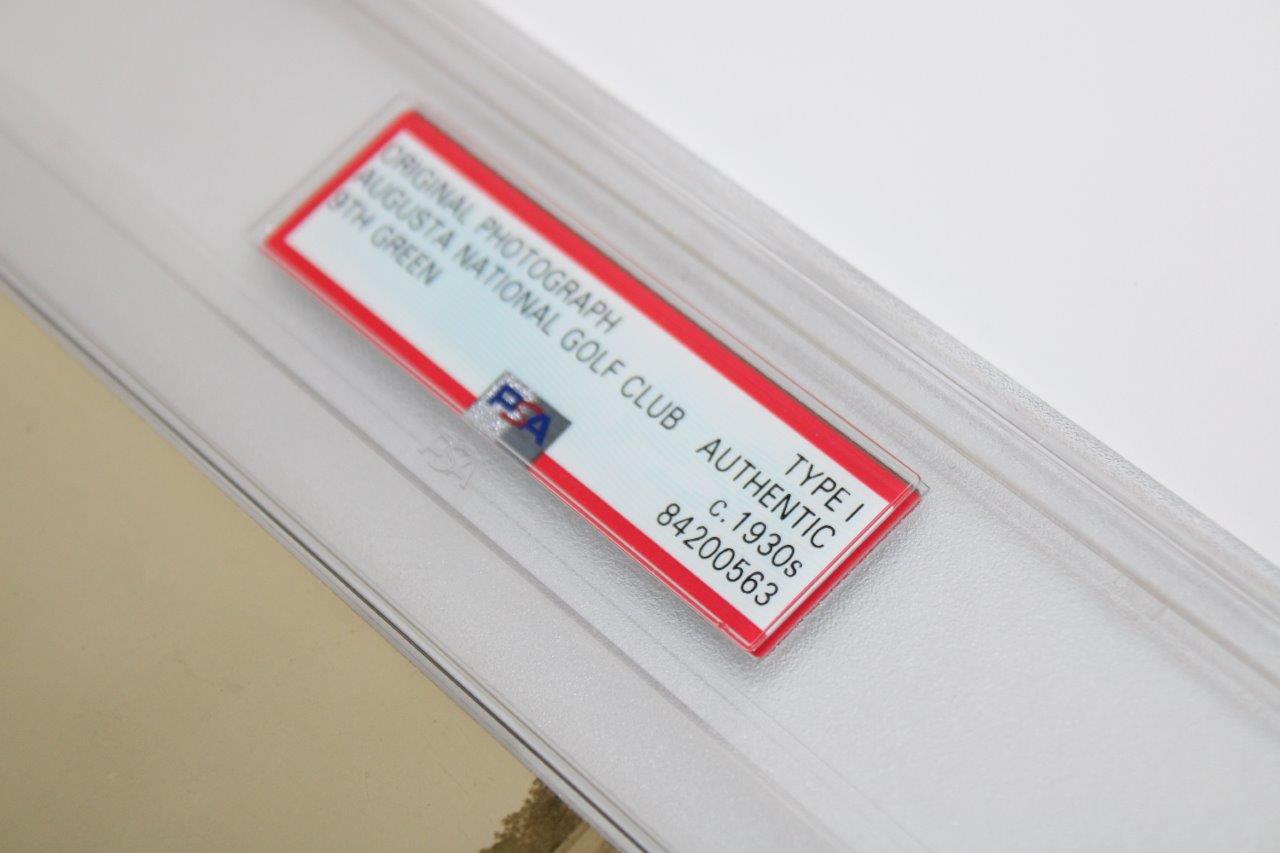 ORIGINAL PHOTOGRAPH
AUGUSTA NATIONAL GOLF CLUB
9TH GREEN
TYPE I
AUTHENTIC
c.1930s
84200563
PSA
PSA